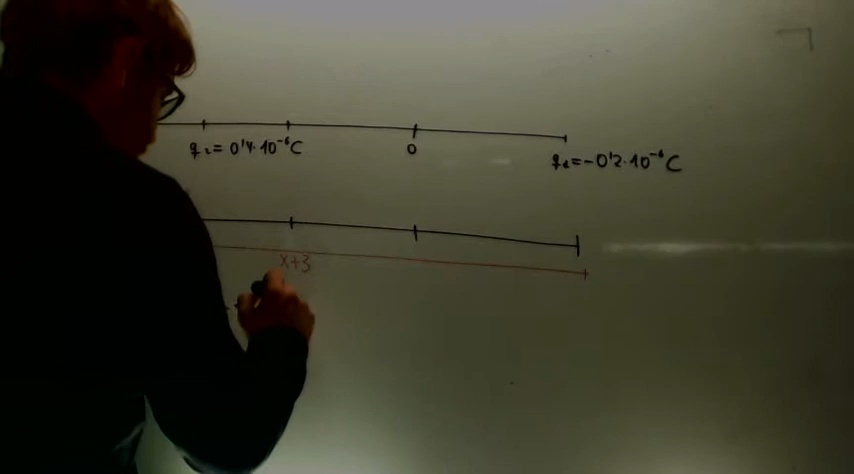 q₂ = 0'4·10⁻⁶C
0
q₁=-0'2·10⁻⁶C
x+3